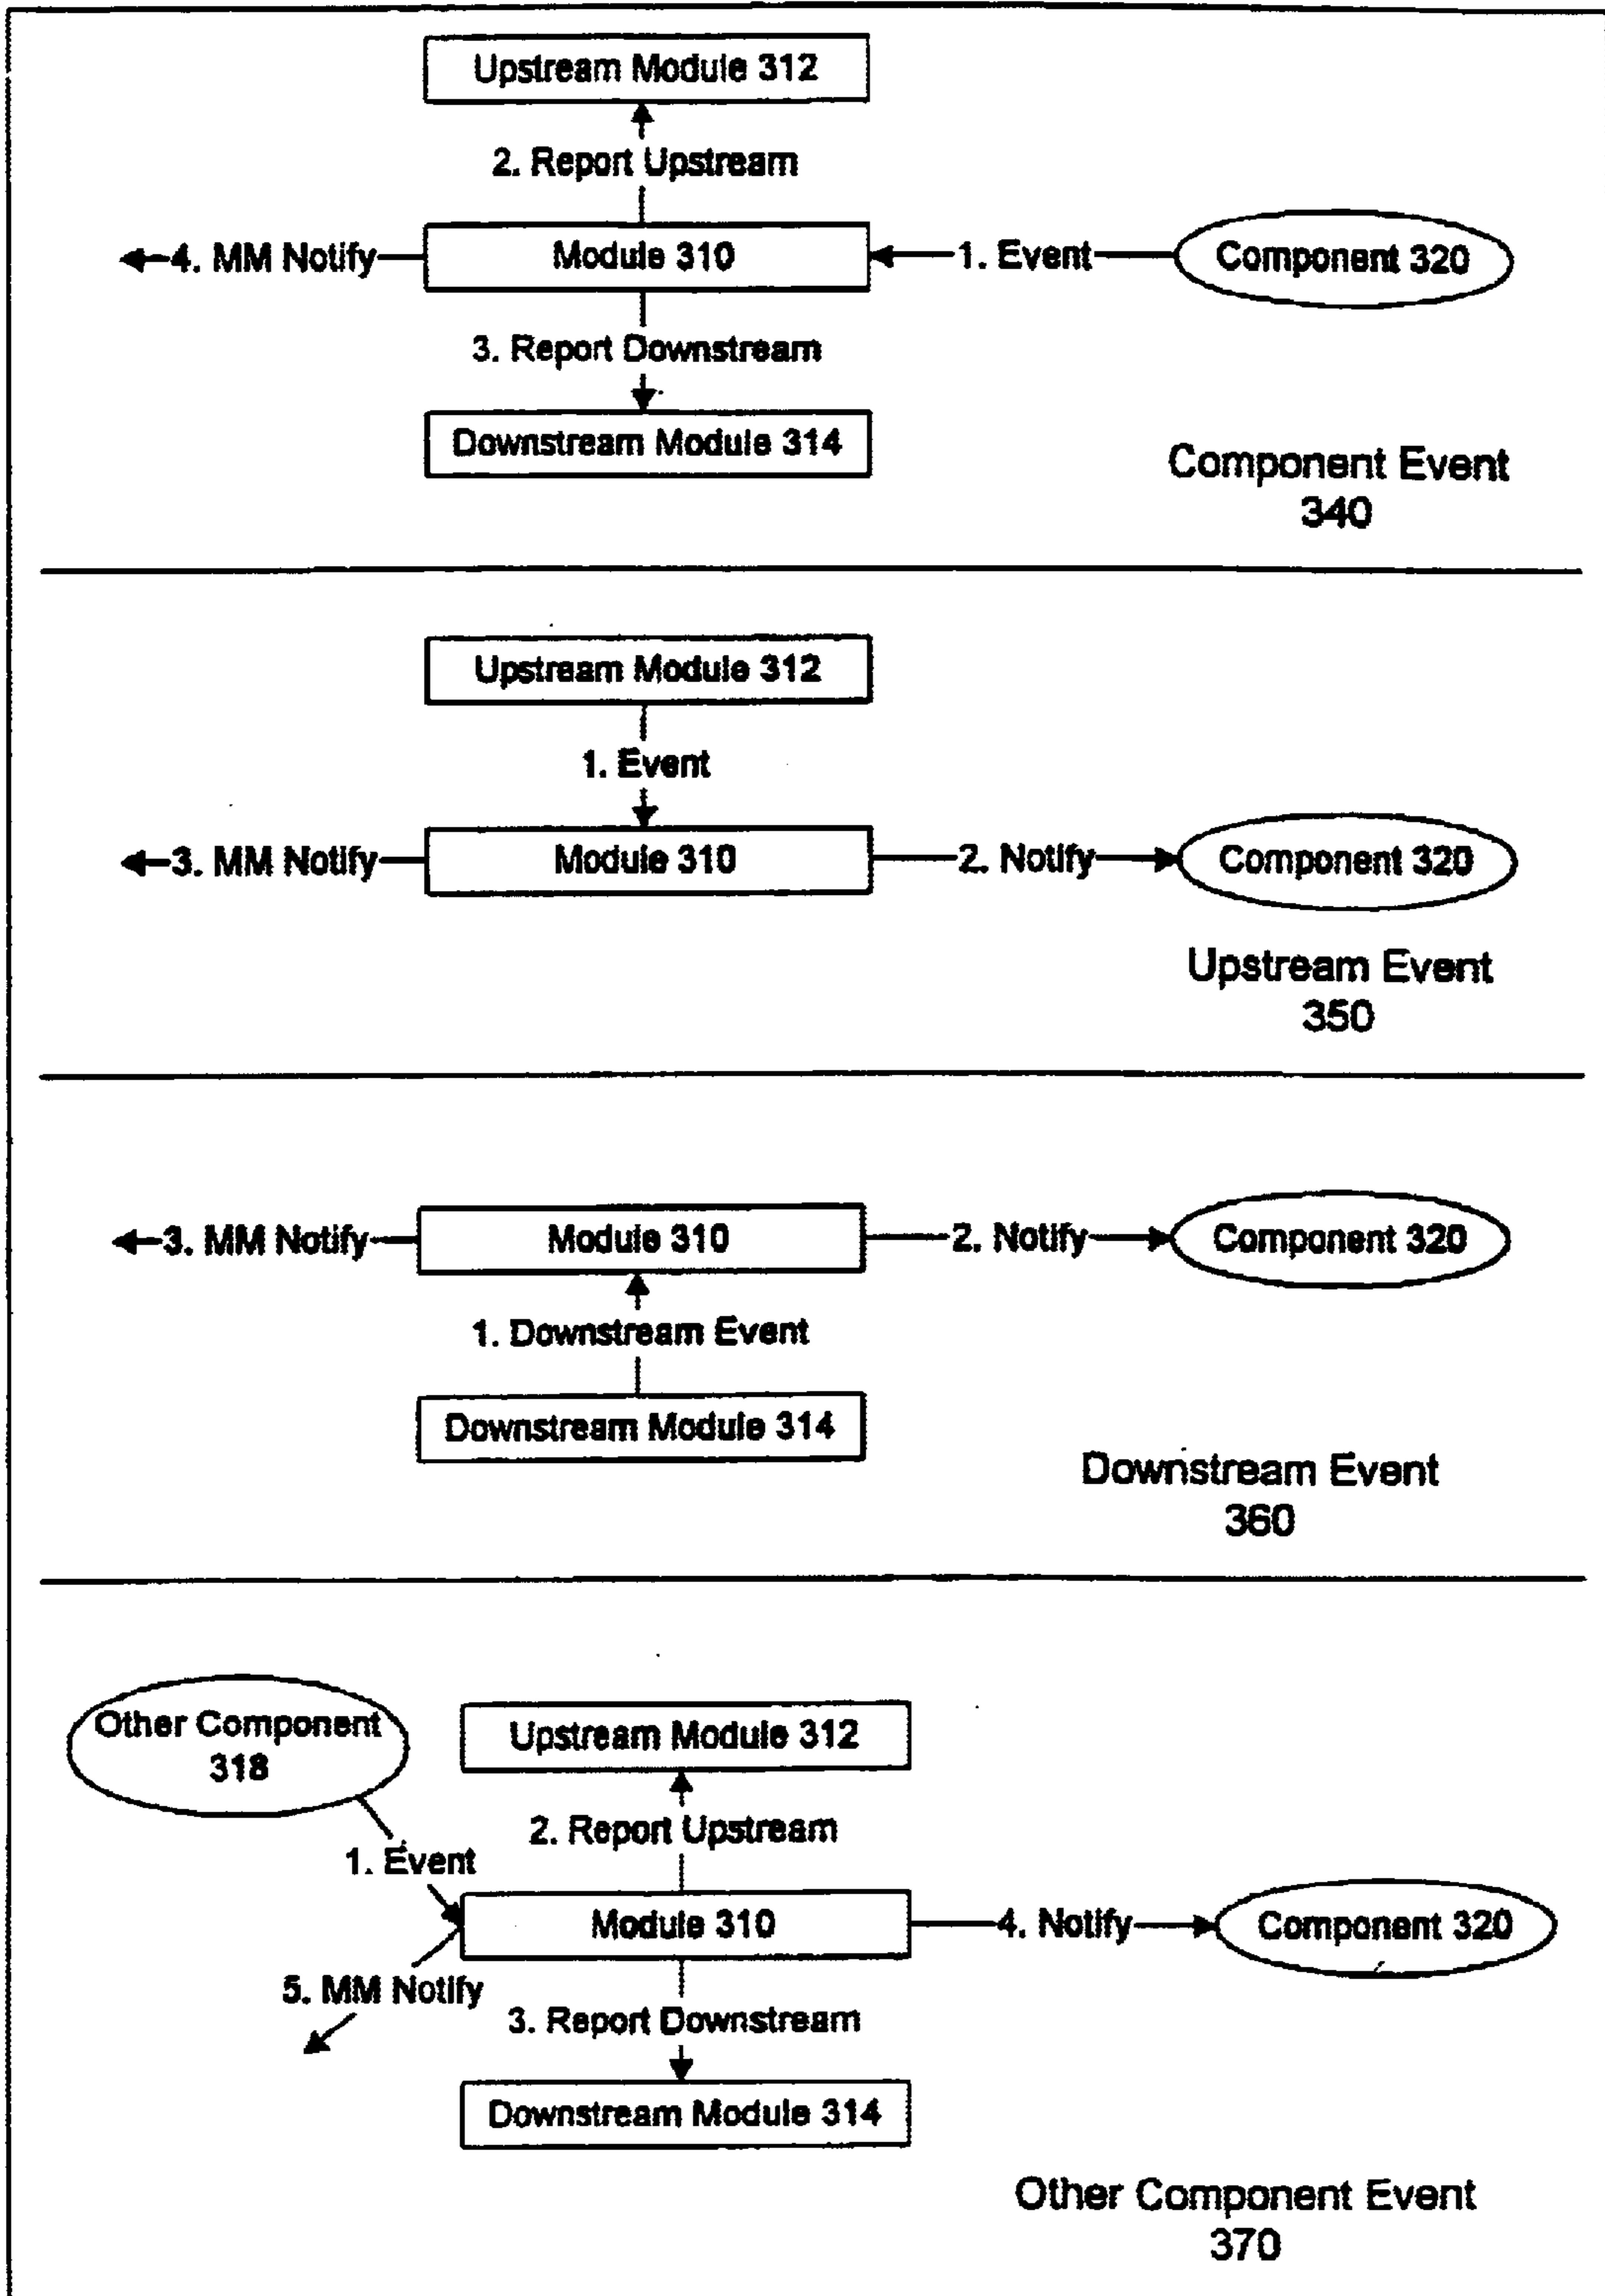 Upstream Module 312
2. Report Upstream
4. MM Notify
Module 310
1. Event
Component 320
3. Report Downstream
Downstream Module 314
Component Event
340
Upstream Module 312
1. Event
3. MM Notify
Module 310
2. Notify
Component 320
Upstream Event
350
3. MM Notify
Module 310
2. Notify
Component 320
1. Downstream Event
Downstream Module 314
Downstream Event
360
Other Component
318
Upstream Module 312
2. Report Upstream
1. Event
Module 310
4. Notify
Component 320
5. MM Notify
3. Report Downstream
Downstream Module 314
Other Component Event
370